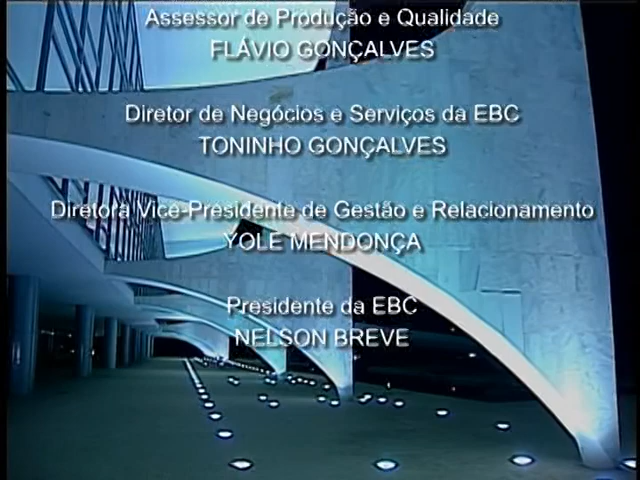 Assessor de Produção e Qualidade
FLÁVIO GONÇALVES
Diretor de Negócios e Serviços da EBC
TONINHO GONÇALVES
Diretora Vice-Presidente de Gestão e Relacionamento
YOLE MENDONÇA
Presidente da EBC
NELSON BREVE